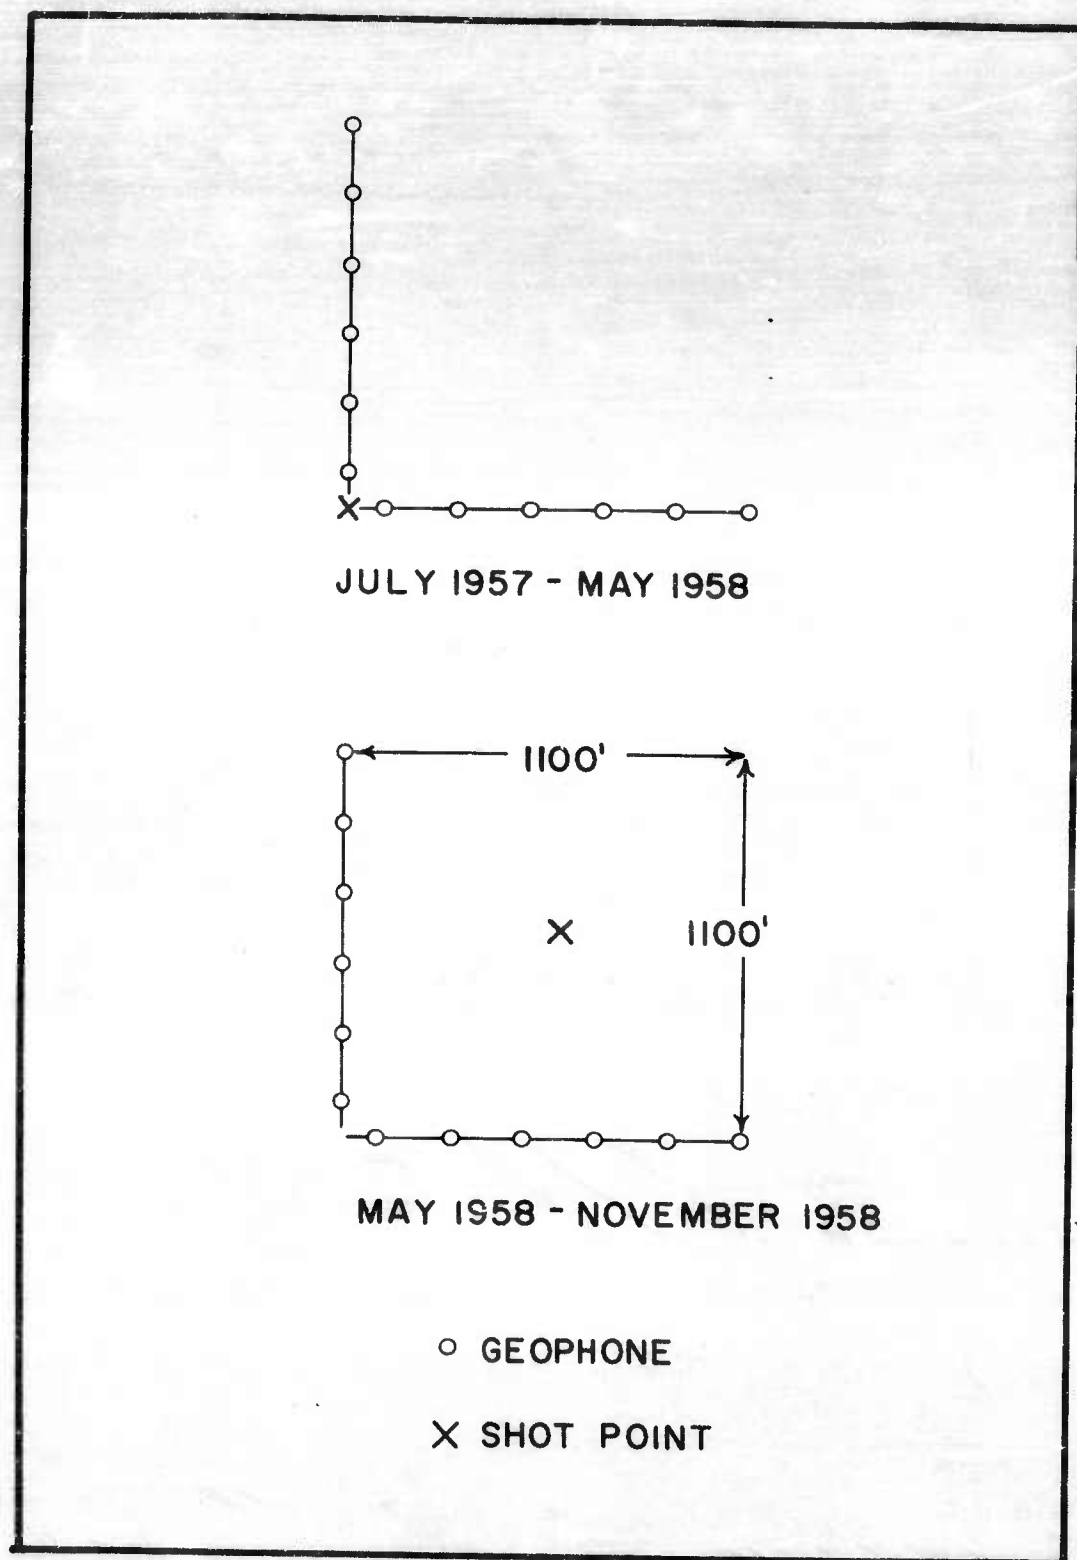 JULY 1957 - MAY 1958
1100'
1100'
MAY 1958 - NOVEMBER 1958
GEOPHONE
SHOT POINT